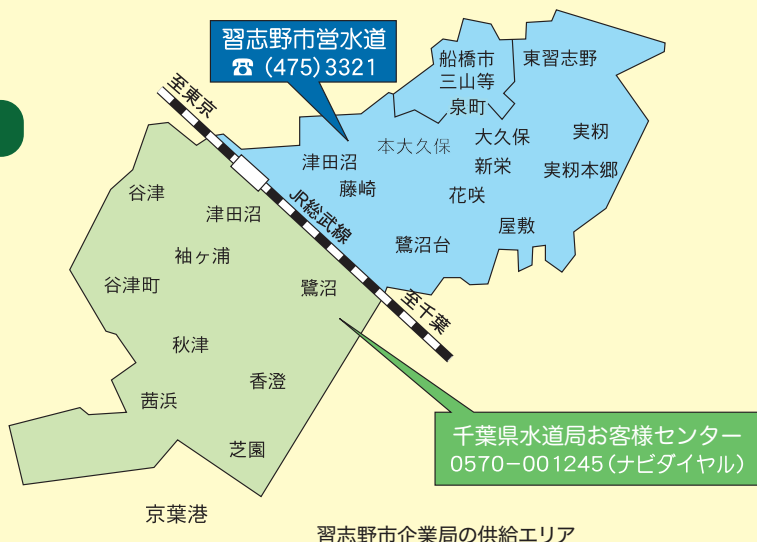 習志野市営水道
☎ (475)3321
船橋市
三山等
泉町
東習志野
至東京
本大久保
大久保
実籾
津田沼
新栄
実籾本郷
藤崎
花咲
谷津
津田沼
JR総武線
屋敷
鷺沼台
袖ヶ浦
谷津町
鷺沼
至千葉
秋津
香澄
茜浜
芝園
千葉県水道局お客様センター
0570-001245(ナビダイヤル)
京葉港
習志野市企業局の供給エリア